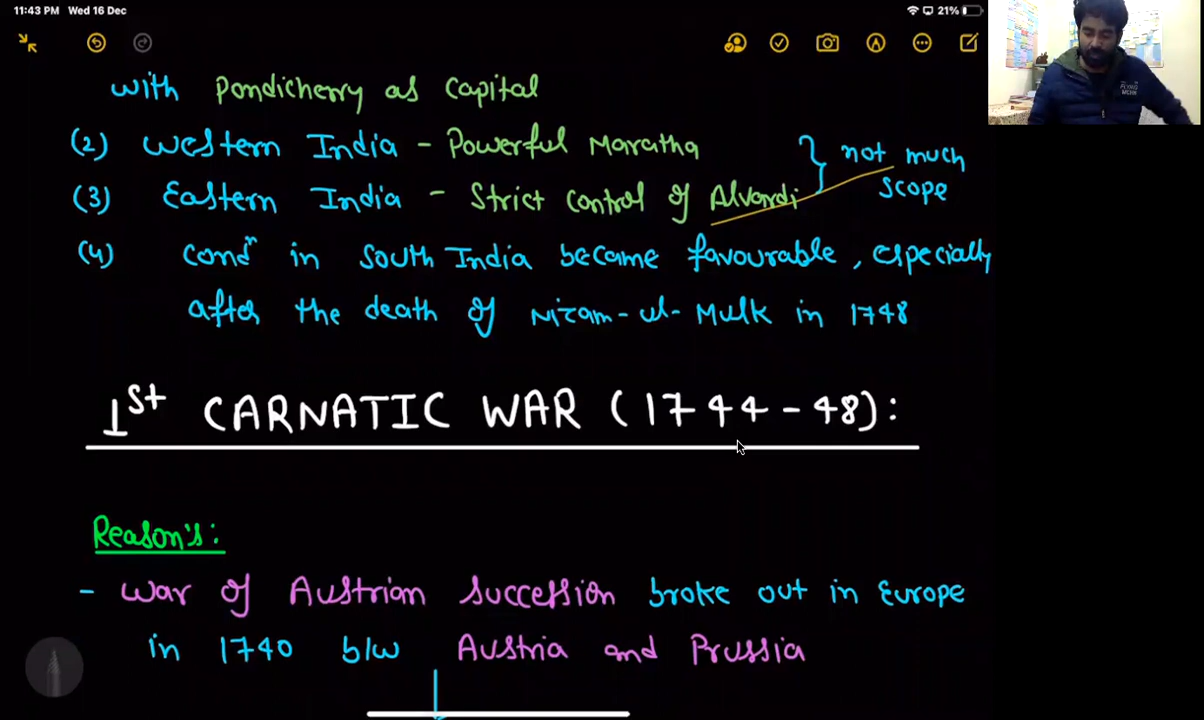 11:43 PM Wed 16 Dec
21%
with Pondicherry as Capital
(2) Western India - Powerful Maratha
(3) Eastern India - Strict control of Alvardi
} not much scope
(4) condn in South India became favourable, especially
after the death of Nizam-ul-Mulk in 1748
1st CARNATIC WAR (1744-48):
Reason's:
- War of Austrian Succession broke out in Europe
in 1740 b/w Austria and Prussia